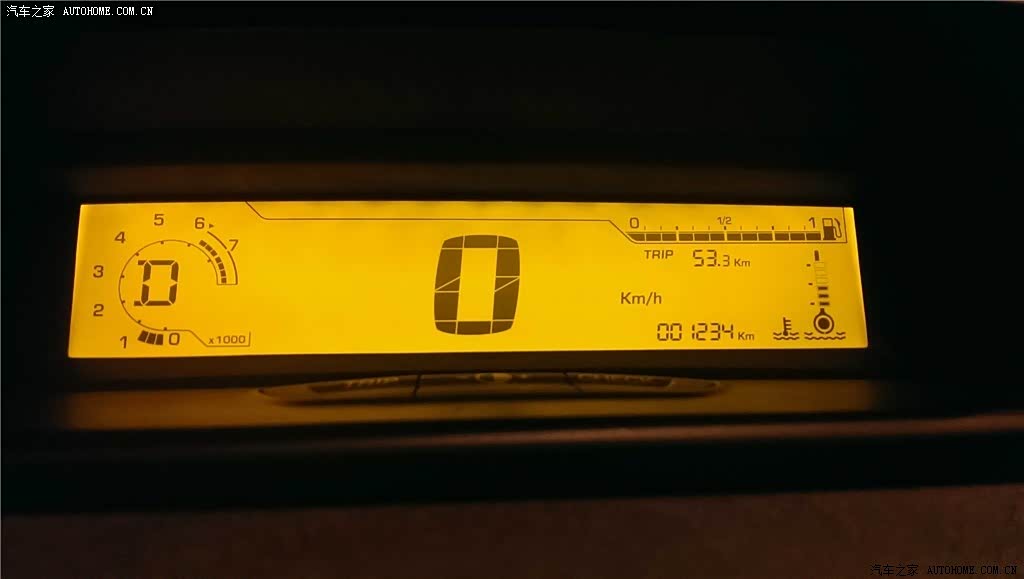 汽车之家 AUTOHOME.COM.CN
5
6
4
7
3
2
1
0
x1000
D
0
Km/h
0 1/2 1
TRIP 53.3 Km
001234 Km
TRIP
汽车之家 AUTOHOME.COM.CN